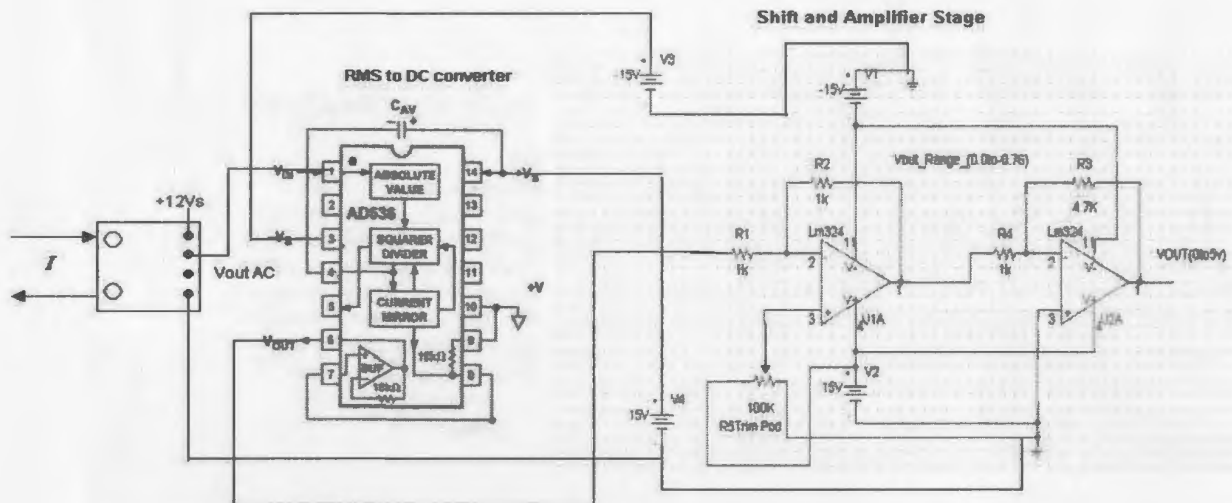 Shift and Amplifier Stage
RMS to DC converter
V3
-15V
V1
-15V
CAV
- +
VIN
1
ABSOLUTE VALUE
14
+VS
2
AD636
13
-VS
3
SQUARER DIVIDER
12
4
11
5
CURRENT MIRROR
10
+V
VOUT
6
9
7
BUF
10kΩ
10kΩ
8
+12Vs
I
Vout AC
Vout_Range_(0.0to-0.76)
R2
1k
R3
4.7K
R1
1k
Lm324
11
2
V-
1
3
V+
U1A
R4
1k
Lm324
11
2
V-
1
3
V+
U2A
VOUT(0to5v)
V2
15V
100K
R5Trim Pod
V4
15V